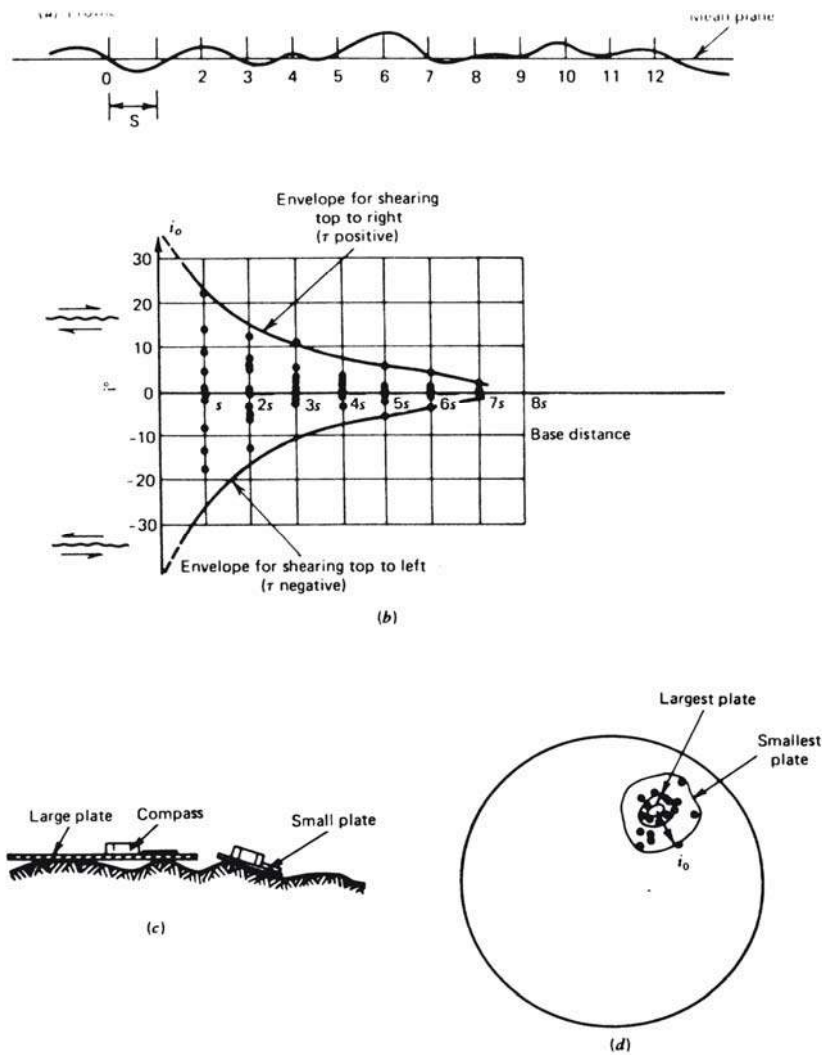 Mean plane
0 2 3 4 5 6 7 8 9 10 11 12
S
Envelope for shearing
top to right
(τ positive)
i₀
30
20
10
0
-10
-20
-30
i°
s 2s 3s 4s 5s 6s 7s 8s
Base distance
Envelope for shearing top to left
(τ negative)
(b)
Largest plate
Smallest
plate
i₀
(d)
Large plate
Compass
Small plate
(c)